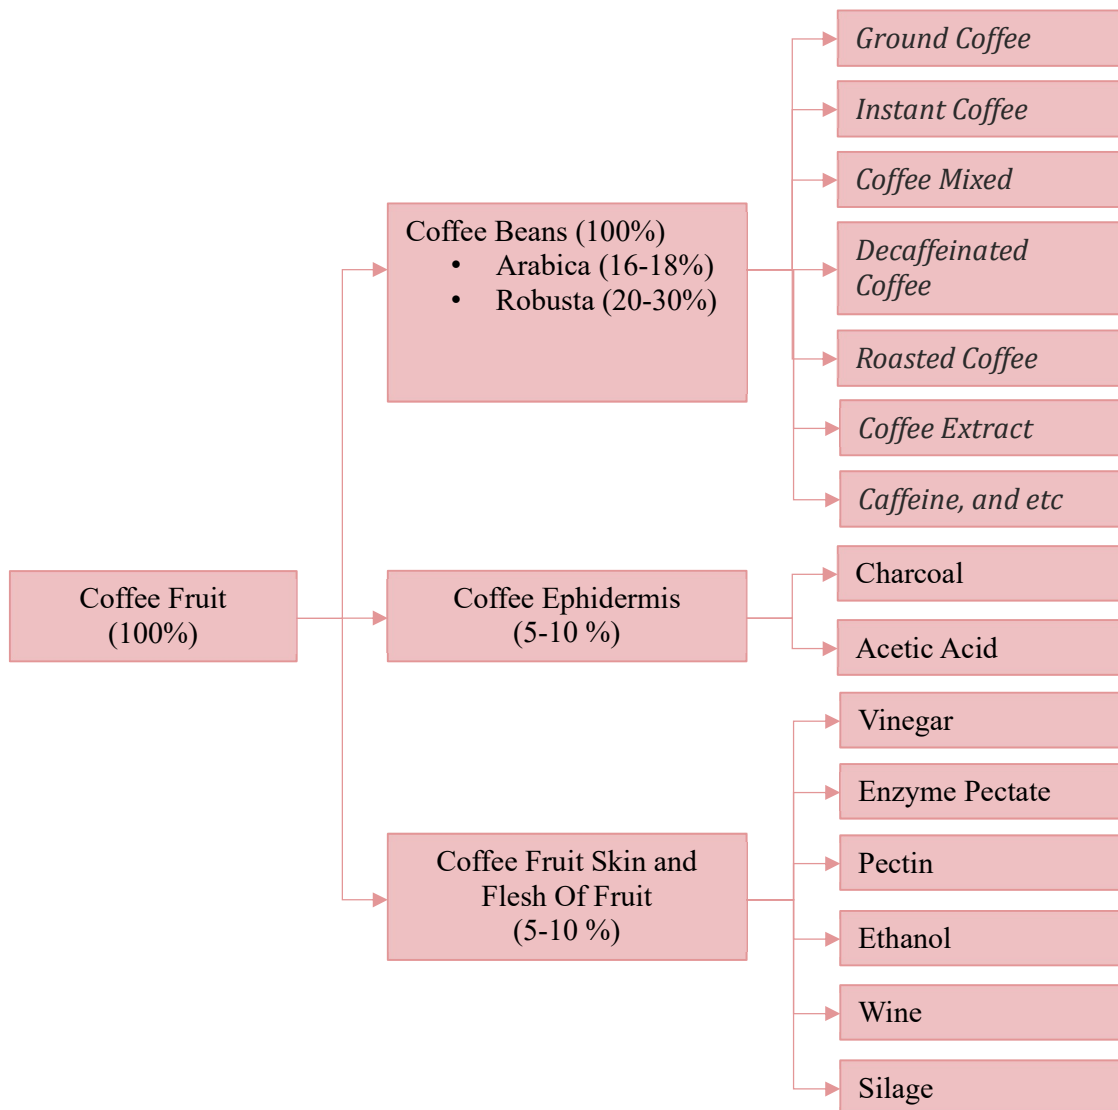 Ground Coffee
Instant Coffee
Coffee Mixed
Coffee Beans (100%)
• Arabica (16-18%)
• Robusta (20-30%)
Decaffeinated
Coffee
Roasted Coffee
Coffee Extract
Caffeine, and etc
Coffee Fruit
(100%)
Coffee Ephidermis
(5-10 %)
Charcoal
Acetic Acid
Coffee Fruit Skin and
Flesh Of Fruit
(5-10 %)
Vinegar
Enzyme Pectate
Pectin
Ethanol
Wine
Silage